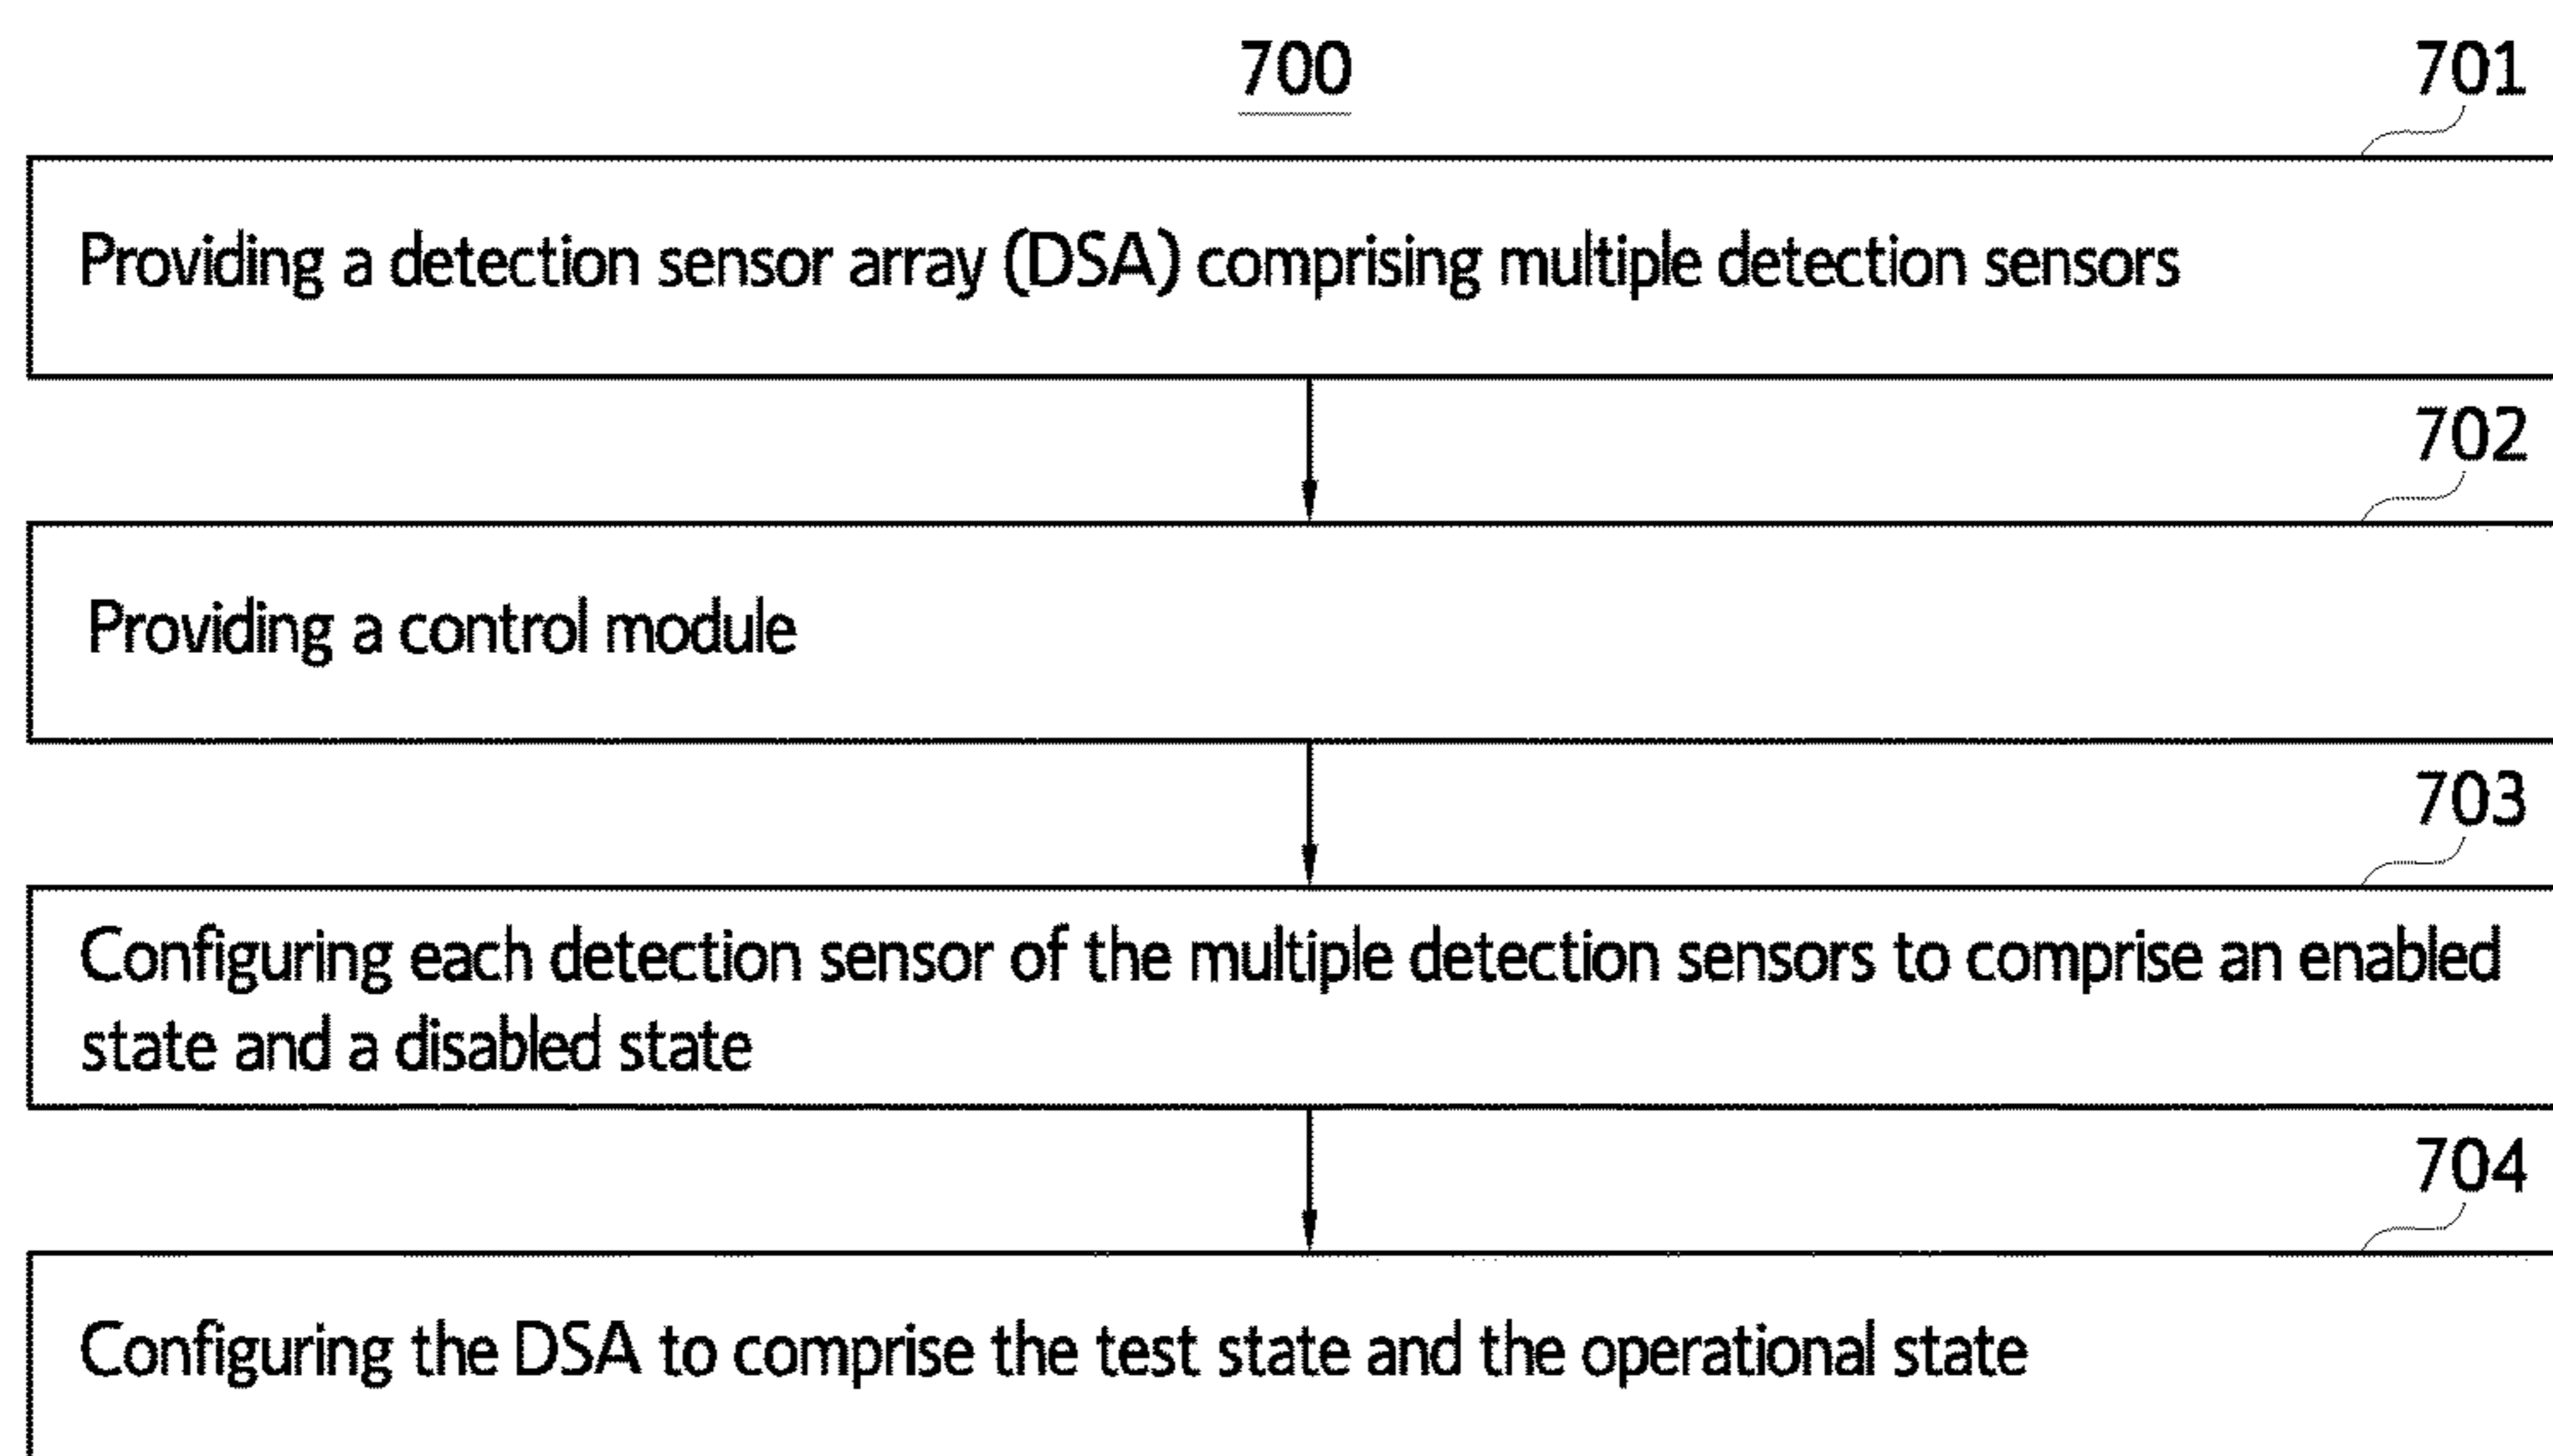 700
701
Providing a detection sensor array (DSA) comprising multiple detection sensors
702
Providing a control module
703
Configuring each detection sensor of the multiple detection sensors to comprise an enabled
state and a disabled state
704
Configuring the DSA to comprise the test state and the operational state